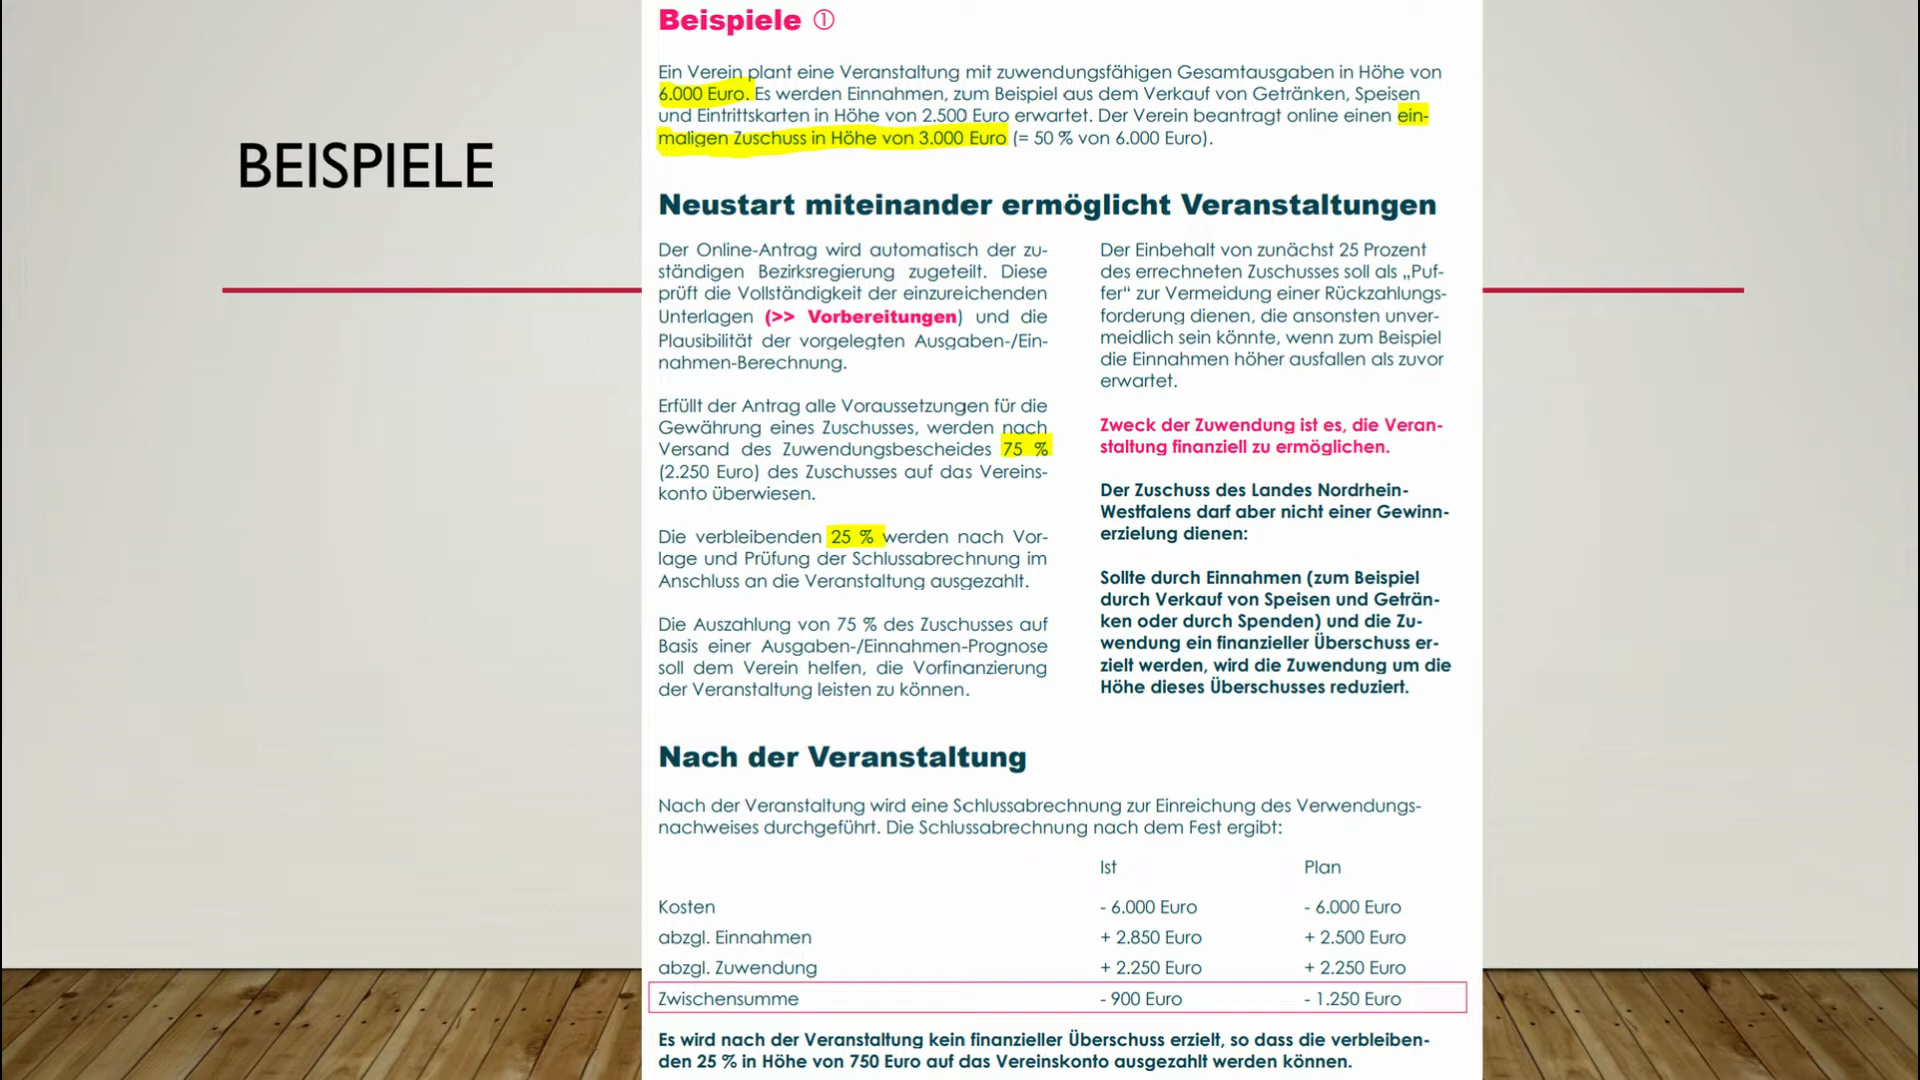 BEISPIELE
Beispiele ①
Ein Verein plant eine Veranstaltung mit zuwendungsfähigen Gesamtausgaben in Höhe von
6.000 Euro. Es werden Einnahmen, zum Beispiel aus dem Verkauf von Getränken, Speisen
und Eintrittskarten in Höhe von 2.500 Euro erwartet. Der Verein beantragt online einen ein-
maligen Zuschuss in Höhe von 3.000 Euro (= 50 % von 6.000 Euro).
Neustart miteinander ermöglicht Veranstaltungen
Der Online-Antrag wird automatisch der zu-
ständigen Bezirksregierung zugeteilt. Diese
prüft die Vollständigkeit der einzureichenden
Unterlagen (>> Vorbereitungen) und die
Plausibilität der vorgelegten Ausgaben-/Ein-
nahmen-Berechnung.
Erfüllt der Antrag alle Voraussetzungen für die
Gewährung eines Zuschusses, werden nach
Versand des Zuwendungsbescheides 75 %
(2.250 Euro) des Zuschusses auf das Vereins-
konto überwiesen.
Die verbleibenden 25 % werden nach Vor-
lage und Prüfung der Schlussabrechnung im
Anschluss an die Veranstaltung ausgezahlt.
Die Auszahlung von 75 % des Zuschusses auf
Basis einer Ausgaben-/Einnahmen-Prognose
soll dem Verein helfen, die Vorfinanzierung
der Veranstaltung leisten zu können.
Der Einbehalt von zunächst 25 Prozent
des errechneten Zuschusses soll als „Puf-
fer“ zur Vermeidung einer Rückzahlungs-
forderung dienen, die ansonsten unver-
meidlich sein könnte, wenn zum Beispiel
die Einnahmen höher ausfallen als zuvor
erwartet.
Zweck der Zuwendung ist es, die Veran-
staltung finanziell zu ermöglichen.
Der Zuschuss des Landes Nordrhein-
Westfalens darf aber nicht einer Gewinn-
erzielung dienen:
Sollte durch Einnahmen (zum Beispiel
durch Verkauf von Speisen und Geträn-
ken oder durch Spenden) und die Zu-
wendung ein finanzieller Überschuss er-
zielt werden, wird die Zuwendung um die
Höhe dieses Überschusses reduziert.
Nach der Veranstaltung
Nach der Veranstaltung wird eine Schlussabrechnung zur Einreichung des Verwendungs-
nachweises durchgeführt. Die Schlussabrechnung nach dem Fest ergibt:
Ist Plan
Kosten - 6.000 Euro - 6.000 Euro
abzgl. Einnahmen + 2.850 Euro + 2.500 Euro
abzgl. Zuwendung + 2.250 Euro + 2.250 Euro
Zwischensumme - 900 Euro - 1.250 Euro
Es wird nach der Veranstaltung kein finanzieller Überschuss erzielt, so dass die verbleiben-
den 25 % in Höhe von 750 Euro auf das Vereinskonto ausgezahlt werden können.